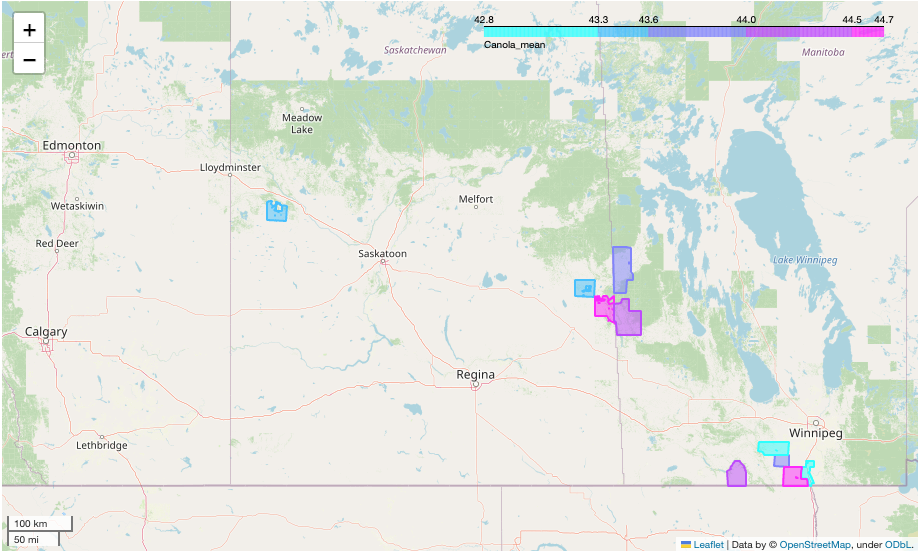 +
−
42.8 43.3 43.6 44.0 44.5 44.7
Canola_mean
Saskatchewan
Manitoba
Meadow
Lake
Edmonton
Lloydminster
Wetaskiwin
Melfort
Red Deer
Saskatoon
Lake Winnipeg
Calgary
Regina
Lethbridge
Winnipeg
100 km
50 mi
Leaflet | Data by © OpenStreetMap, under ODbL.